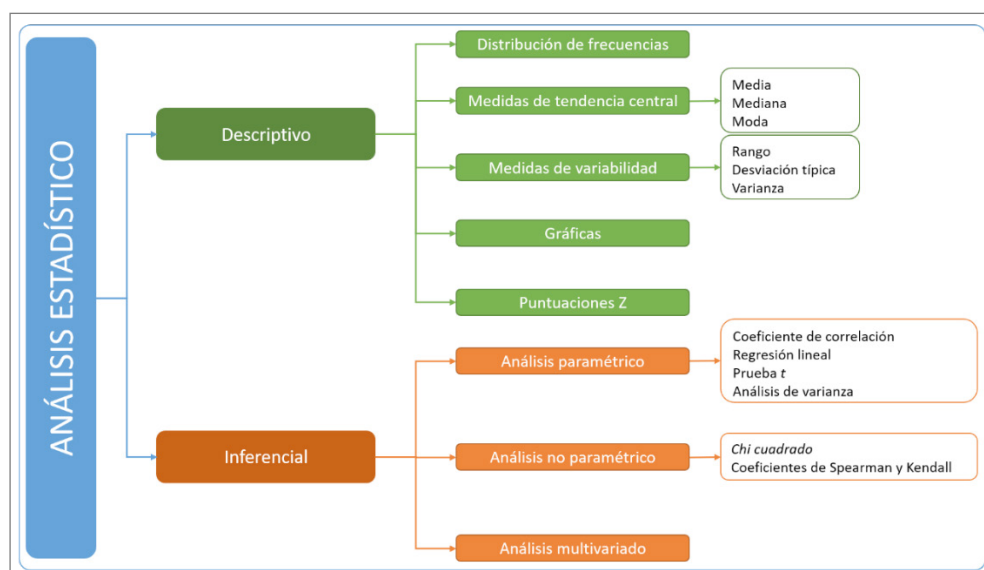 ANÁLISIS ESTADÍSTICO
Descriptivo
Distribución de frecuencias
Medidas de tendencia central
Media
Mediana
Moda
Medidas de variabilidad
Rango
Desviación típica
Varianza
Gráficas
Puntuaciones Z
Inferencial
Análisis paramétrico
Coeficiente de correlación
Regresión lineal
Prueba t
Análisis de varianza
Análisis no paramétrico
Chi cuadrado
Coeficientes de Spearman y Kendall
Análisis multivariado